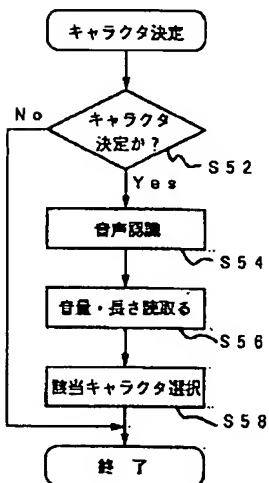 キャラクタ決定
No
キャラクタ
決定か?
S52
Yes
音声認識
S54
音量・長さ読取る
S56
該当キャラクタ選択
S58
終了